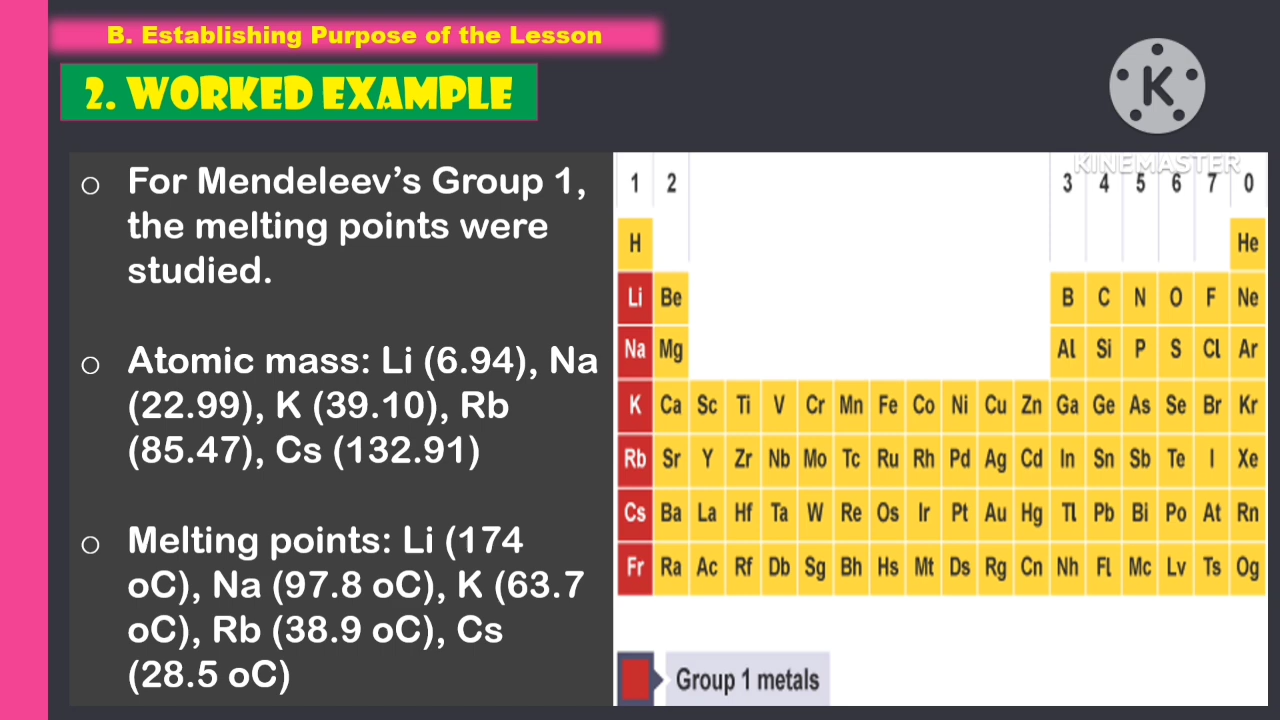 B. Establishing Purpose of the Lesson
2. WORKED EXAMPLE
K
KINEMASTER
o For Mendeleev's Group 1,
the melting points were
studied.
o Atomic mass: Li (6.94), Na
(22.99), K (39.10), Rb
(85.47), Cs (132.91)
o Melting points: Li (174
oC), Na (97.8 oC), K (63.7
oC), Rb (38.9 oC), Cs
(28.5 oC)
1 2 3 4 5 6 7 0
H He
Li Be B C N O F Ne
Na Mg Al Si P S Cl Ar
K Ca Sc Ti V Cr Mn Fe Co Ni Cu Zn Ga Ge As Se Br Kr
Rb Sr Y Zr Nb Mo Tc Ru Rh Pd Ag Cd In Sn Sb Te I Xe
Cs Ba La Hf Ta W Re Os Ir Pt Au Hg Tl Pb Bi Po At Rn
Fr Ra Ac Rf Db Sg Bh Hs Mt Ds Rg Cn Nh Fl Mc Lv Ts Og
Group 1 metals